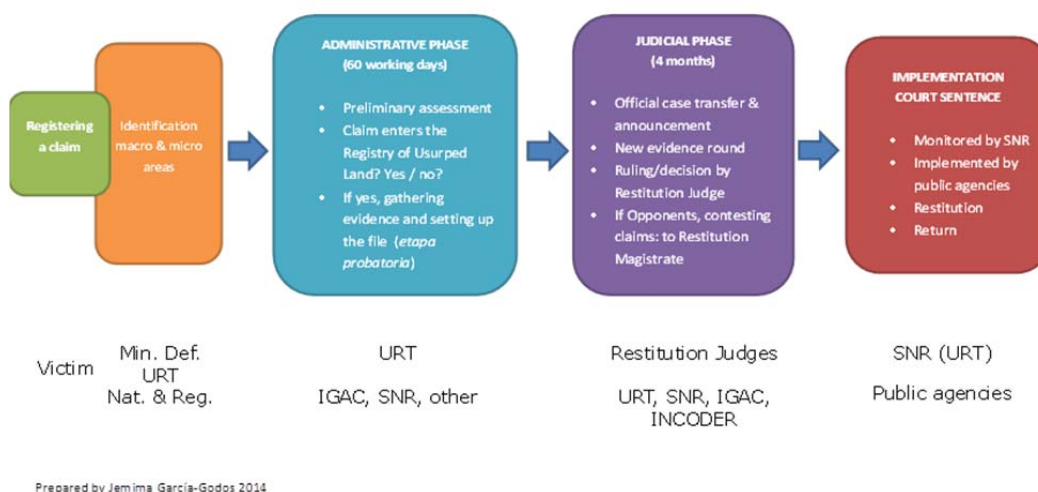 Registering
a claim
Identification
macro & micro
areas
ADMINISTRATIVE PHASE
(60 working days)
• Preliminary assessment
• Claim enters the
Registry of Usurped
Land? Yes / no?
• If yes, gathering
evidence and setting up
the file (etapa
probatoria)
JUDICIAL PHASE
(4 months)
• Official case transfer &
announcement
• New evidence round
• Ruling/decision by
Restitution Judge
• If Opponents, contesting
claims: to Restitution
Magistrate
IMPLEMENTATION
COURT SENTENCE
• Monitored by SNR
• Implemented by
public agencies
• Restitution
• Return
Victim
Min. Def.
URT
Nat. & Reg.
URT
IGAC, SNR, other
Restitution Judges
URT, SNR, IGAC,
INCODER
SNR (URT)
Public agencies
Prepared by Jemima García-Godos 2014